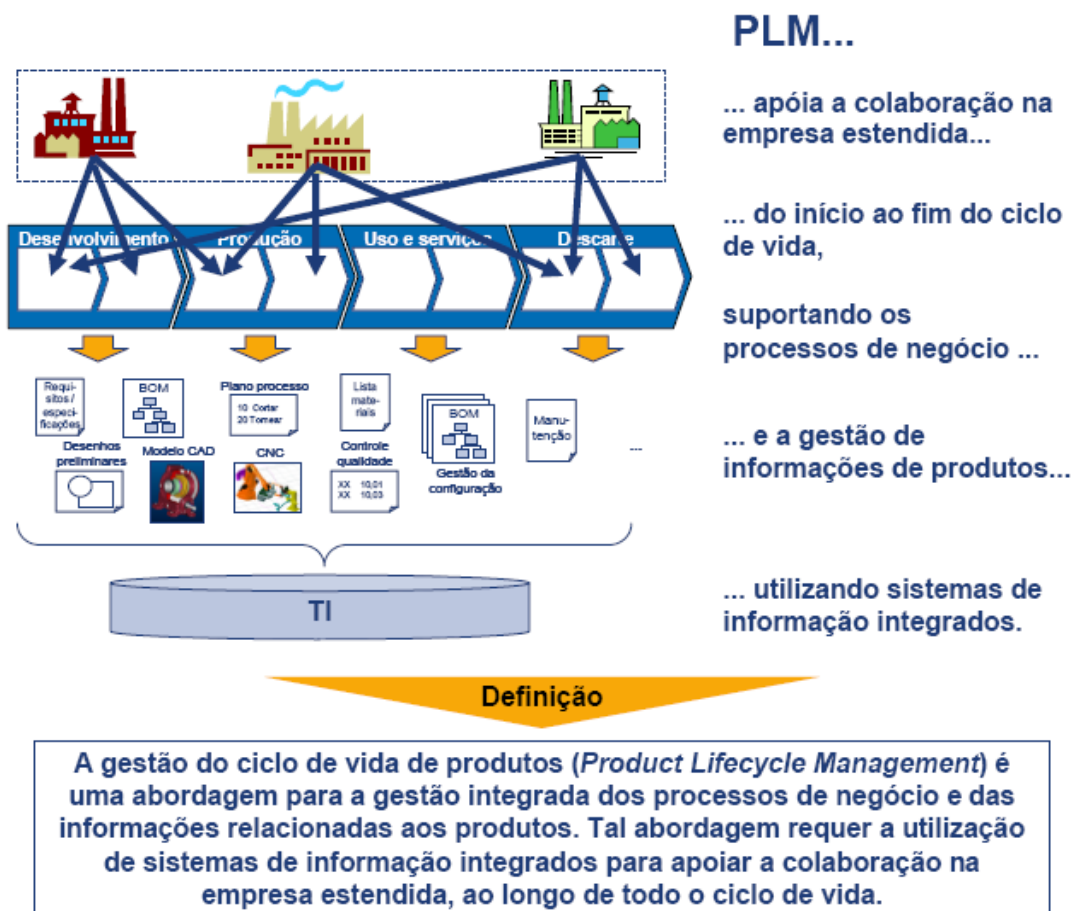 PLM...
... apóia a colaboração na
empresa estendida...
... do início ao fim do ciclo
de vida,
suportando os
processos de negócio ...
... e a gestão de
informações de produtos...
... utilizando sistemas de
informação integrados.
Desenvolvimento
Produção
Uso e serviços
Descarte
Requi-
sitos /
especi-
ficações
BOM
Plano processo
10 Cortar
20 Tornear
Lista
mate-
riais
BOM
Manu-
tenção
...
Desenhos
preliminares
Modelo CAD
CNC
Controle
qualidade
XX 10,01
XX 10,03
Gestão da
configuração
TI
Definição
A gestão do ciclo de vida de produtos (Product Lifecycle Management) é
uma abordagem para a gestão integrada dos processos de negócio e das
informações relacionadas aos produtos. Tal abordagem requer a utilização
de sistemas de informação integrados para apoiar a colaboração na
empresa estendida, ao longo de todo o ciclo de vida.